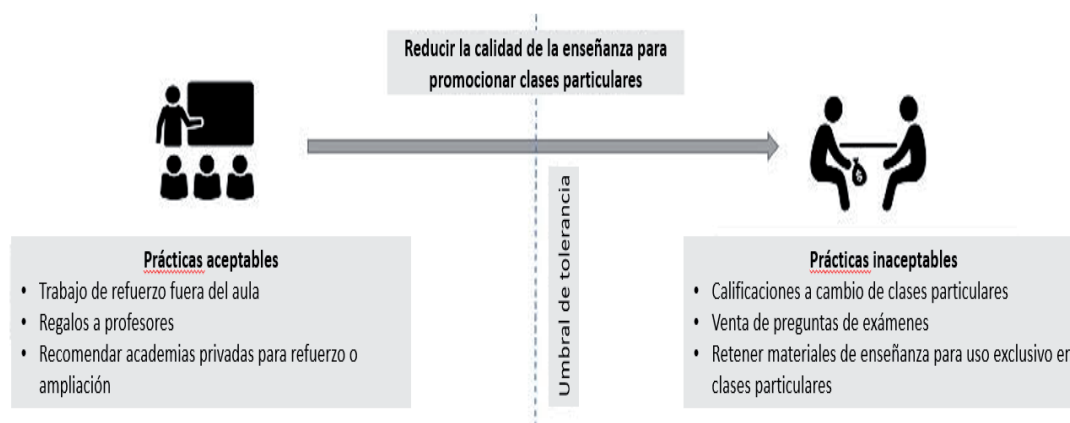 Reducir la calidad de la enseñanza para
promocionar clases particulares
Umbral de tolerancia
Prácticas aceptables
• Trabajo de refuerzo fuera del aula
• Regalos a profesores
• Recomendar academias privadas para refuerzo o
ampliación
Prácticas inaceptables
• Calificaciones a cambio de clases particulares
• Venta de preguntas de exámenes
• Retener materiales de enseñanza para uso exclusivo en
clases particulares